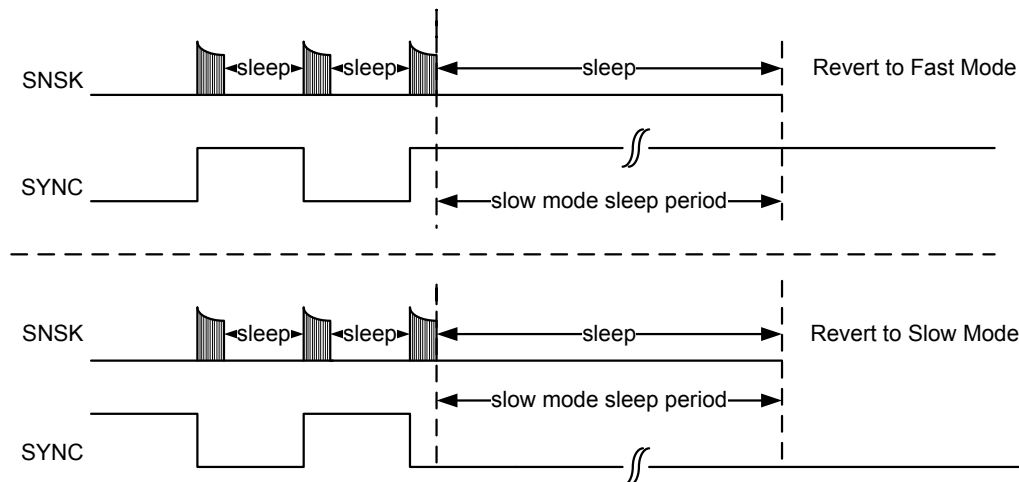 SNSK
sleep
sleep
sleep
Revert to Fast Mode
SYNC
slow mode sleep period
SNSK
sleep
sleep
sleep
Revert to Slow Mode
slow mode sleep period
SYNC